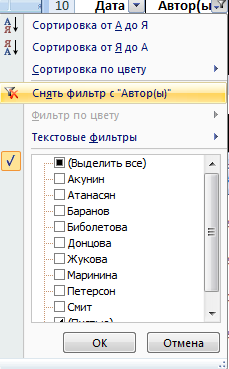 10 Дата Автор(ы)
Сортировка от А до Я
Сортировка от Я до А
Сортировка по цвету
Снять фильтр с "Автор(ы)"
Фильтр по цвету
Текстовые фильтры
(Выделить все)
Акунин
Атанасян
Баранов
Биболетова
Донцова
Жукова
Маринина
Петерсон
Смит
(Пустые)
ОК Отмена